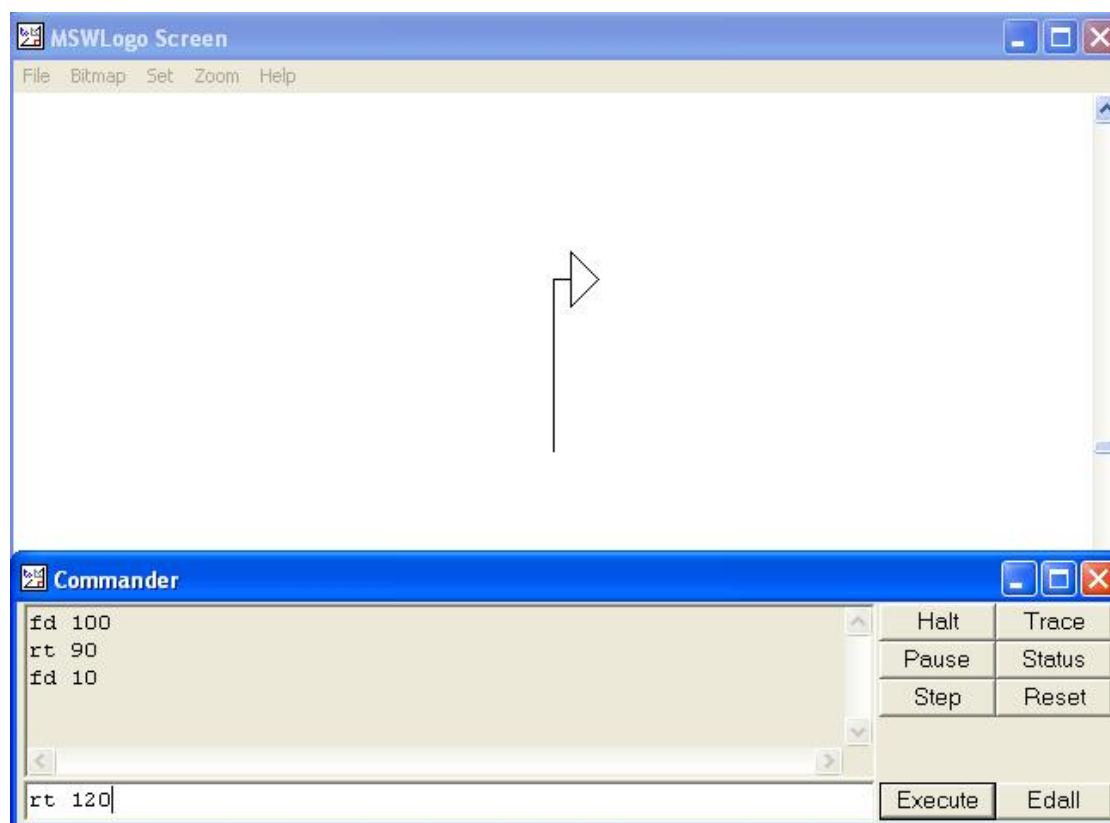 MSWLogo Screen
File Bitmap Set Zoom Help
Commander
fd 100
rt 90
fd 10
Halt Trace
Pause Status
Step Reset
rt 120
Execute Edall